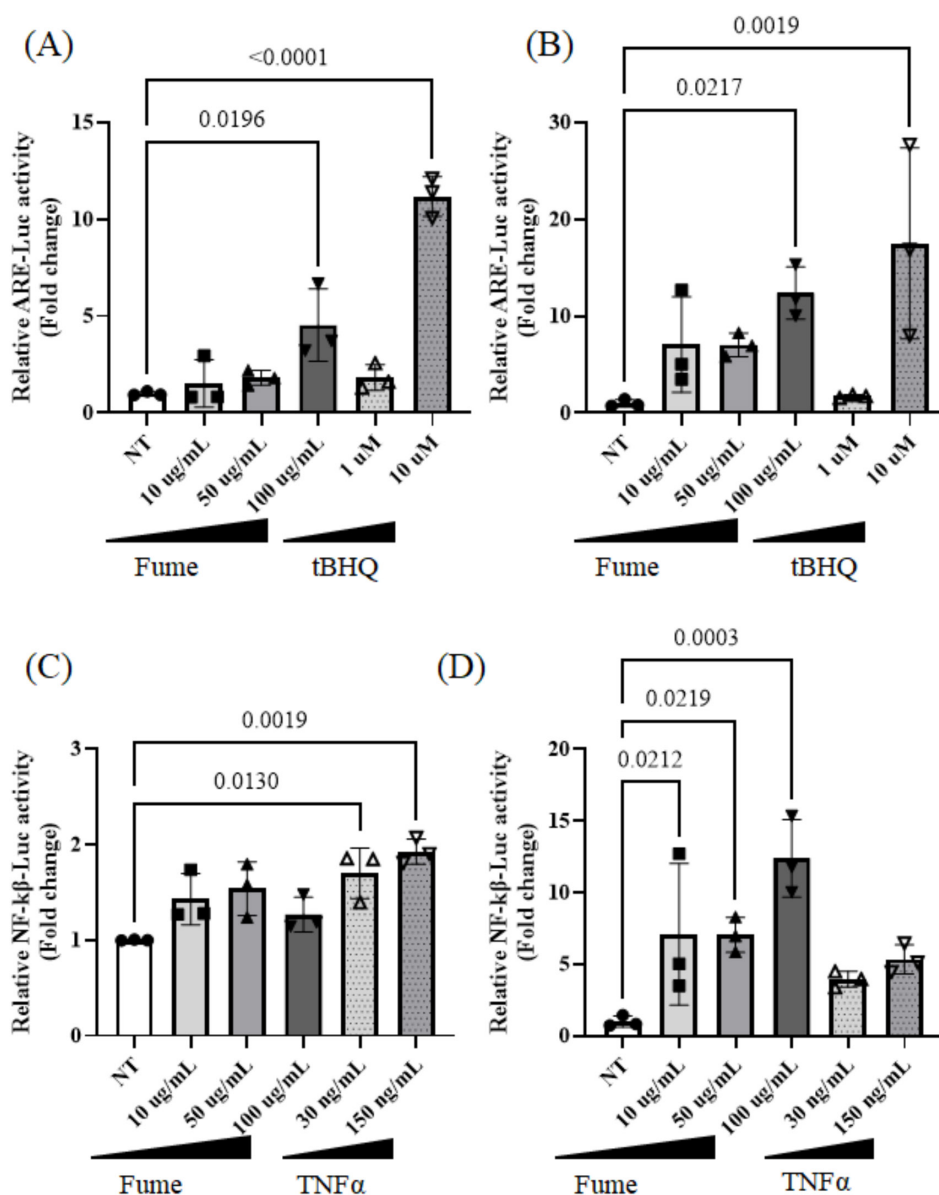 (A)
<0.0001
0.0196
Relative ARE-Luc activity
(Fold change)
15
10
5
0
NT
10 ug/mL
50 ug/mL
100 ug/mL
1 uM
10 uM
Fume
tBHQ
(B)
0.0019
0.0217
Relative ARE-Luc activity
(Fold change)
30
20
10
0
NT
10 ug/mL
50 ug/mL
100 ug/mL
1 uM
10 uM
Fume
tBHQ
(C)
0.0019
0.0130
Relative NF-kβ-Luc activity
(Fold change)
3
2
1
0
NT
10 ug/mL
50 ug/mL
100 ug/mL
30 ng/mL
150 ng/mL
Fume
TNFα
(D)
0.0003
0.0219
0.0212
Relative NF-kβ-Luc activity
(Fold change)
20
15
10
5
0
NT
10 ug/mL
50 ug/mL
100 ug/mL
30 ng/mL
150 ng/mL
Fume
TNFα